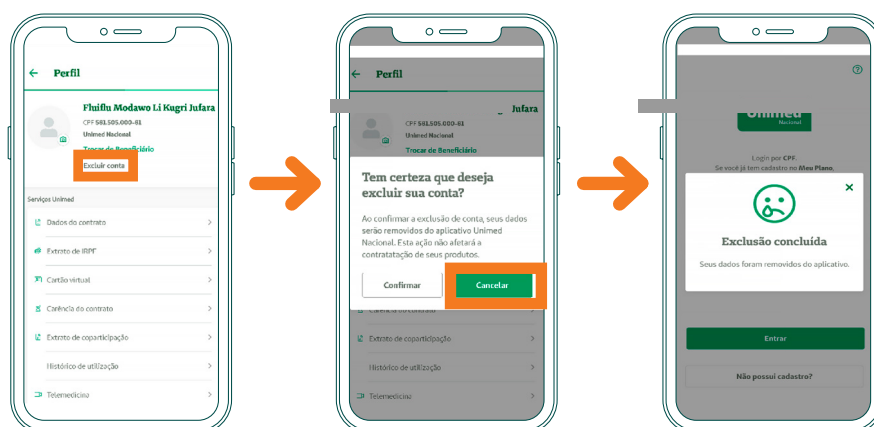 Perfil
Fluiflu Modawo Li Kugri Jufara
CPF 581.505.000-61
Unimed Nacional
Trocar de Beneficiário
Excluir conta
Serviços Unimed
Dados do contrato
Extrato de IRPF
Cartão virtual
Carência do contrato
Extrato de coparticipação
Histórico de utilização
Telemedicina
Perfil
Jufara
CPF 581.505.000-61
Unimed Nacional
Trocar de Beneficiário
Tem certeza que deseja
excluir sua conta?
Ao confirmar a exclusão de conta, seus dados
serão removidos do aplicativo Unimed
Nacional. Esta ação não afetará a
contratatação de seus produtos.
Confirmar
Cancelar
Carência do contrato
Extrato de coparticipação
Histórico de utilização
Telemedicina
Unimed
Nacional
Login por CPF.
Se você já tem cadastro no Meu Plano,
Exclusão concluída
Seus dados foram removidos do aplicativo.
Entrar
Não possui cadastro?